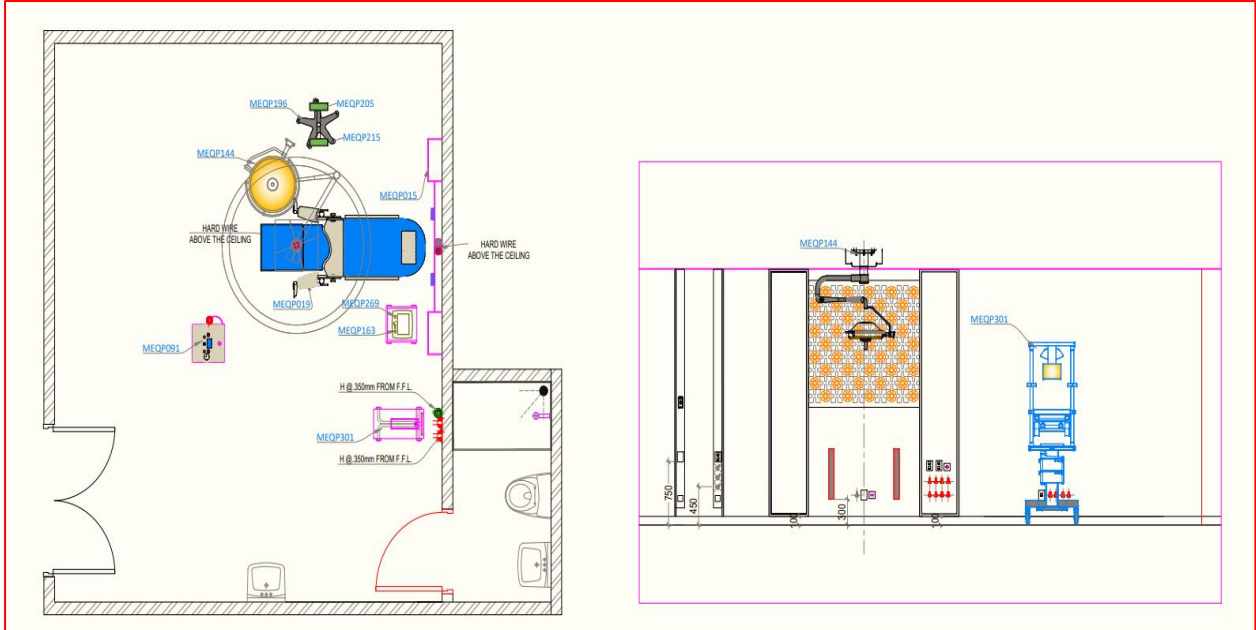 MEQP196
MEQP205
MEQP215
MEQP144
MEQP015
HARD WIRE
ABOVE THE CEILING
HARD WIRE
ABOVE THE CEILING
MEQP019
MEQP269
MEQP163
MEQP091
H @.350mm FROM F.F.L.
MEQP301
H @.350mm FROM F.F.L.
MEQP144
MEQP301
750
450
300
100
100